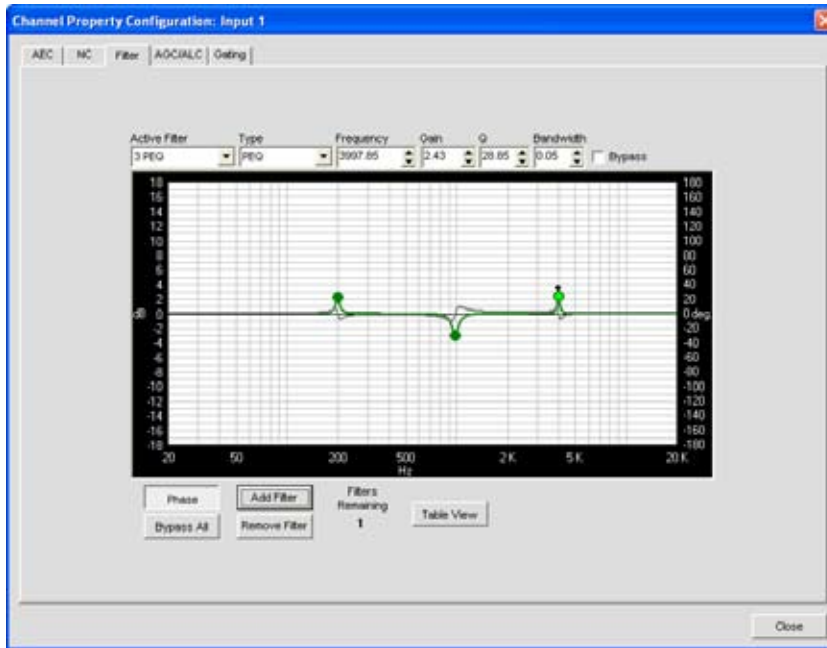 Channel Property Configuration: Input 1
AEC NC Filter AGC/ALC Gating
Active Filter Type Frequency Gain Q Bandwidth
3 PEQ PEQ 3997.85 2.43 28.85 0.05 Bypass
18 180
16 160
14 140
12 120
10 100
8 80
6 60
4 40
2 20
dB 0 0 deg
-2 -20
-4 -40
-6 -60
-8 -80
-10 -100
-12 -120
-14 -140
-16 -160
-18 -180
20 50 200 500 2K 5K 20K
Hz
Phase Add Filter Filters Remaining Table View
Bypass All Remove Filter 1
Close